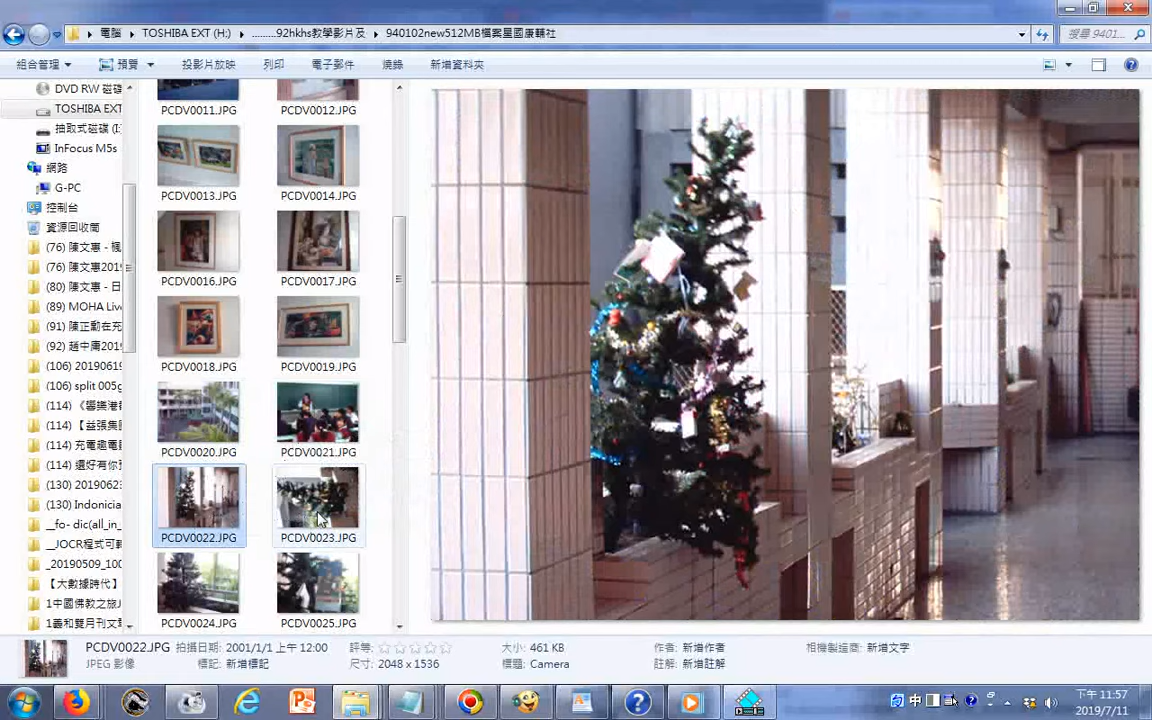 電腦 ▸ TOSHIBA EXT (H:) ▸ .........92hkhs教學影片及 ▸ 940102new512MB檔案星國康輔社
搜尋 9401...
組合管理 預覽 投影片放映 列印 電子郵件 燒錄 新增資料夾
DVD RW 磁碟
TOSHIBA EXT
抽取式磁碟 (I
InFocus M5s
網路
G-PC
控制台
資源回收筒
(76) 陳文惠 - 楓
(76) 陳文惠201
(80) 陳文惠 - 日
(89) MOHA Liv
(91) 陳正勳在充
(92) 趙中庸201
(106) 2019061
(106) split 005g
(114) 《
(114) 【益張集
(114) 充電趣電
(114) 還好有你
(130) 2019062
(130) Indonicia
__fo- dic(all_in_
__JOCR程式可
_20190509_100
【大數據時代】
1中國佛教之旅
1義和雙月刊文
PCDV0011.JPG PCDV0012.JPG
PCDV0013.JPG PCDV0014.JPG
PCDV0016.JPG PCDV0017.JPG
PCDV0018.JPG PCDV0019.JPG
PCDV0020.JPG PCDV0021.JPG
PCDV0022.JPG PCDV0023.JPG
PCDV0024.JPG PCDV0025.JPG
PCDV0022.JPG 拍攝日期: 2001/1/1 上午 12:00 評等: 大小: 461 KB 作者: 新增作者 相機製造商: 新增文字
JPEG 影像 標記: 新增標記 尺寸: 2048 x 1536 標題: Camera 註解: 新增註解
中
下午 11:57
2019/7/11